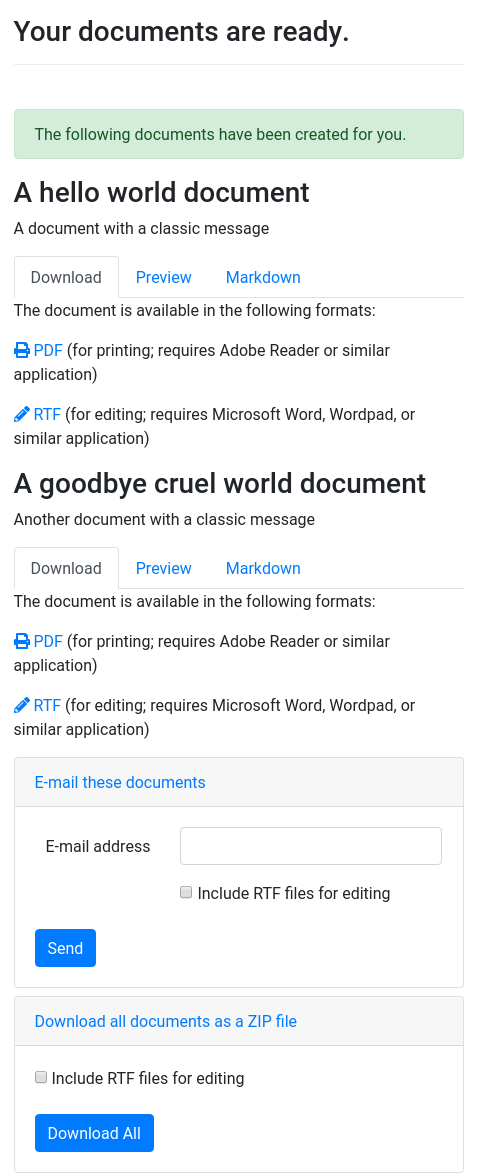 Your documents are ready.
The following documents have been created for you.
A hello world document
A document with a classic message
Download Preview Markdown
The document is available in the following formats:
PDF (for printing; requires Adobe Reader or similar
application)
RTF (for editing; requires Microsoft Word, Wordpad, or
similar application)
A goodbye cruel world document
Another document with a classic message
Download Preview Markdown
The document is available in the following formats:
PDF (for printing; requires Adobe Reader or similar
application)
RTF (for editing; requires Microsoft Word, Wordpad, or
similar application)
E-mail these documents
E-mail address
Include RTF files for editing
Send
Download all documents as a ZIP file
Include RTF files for editing
Download All